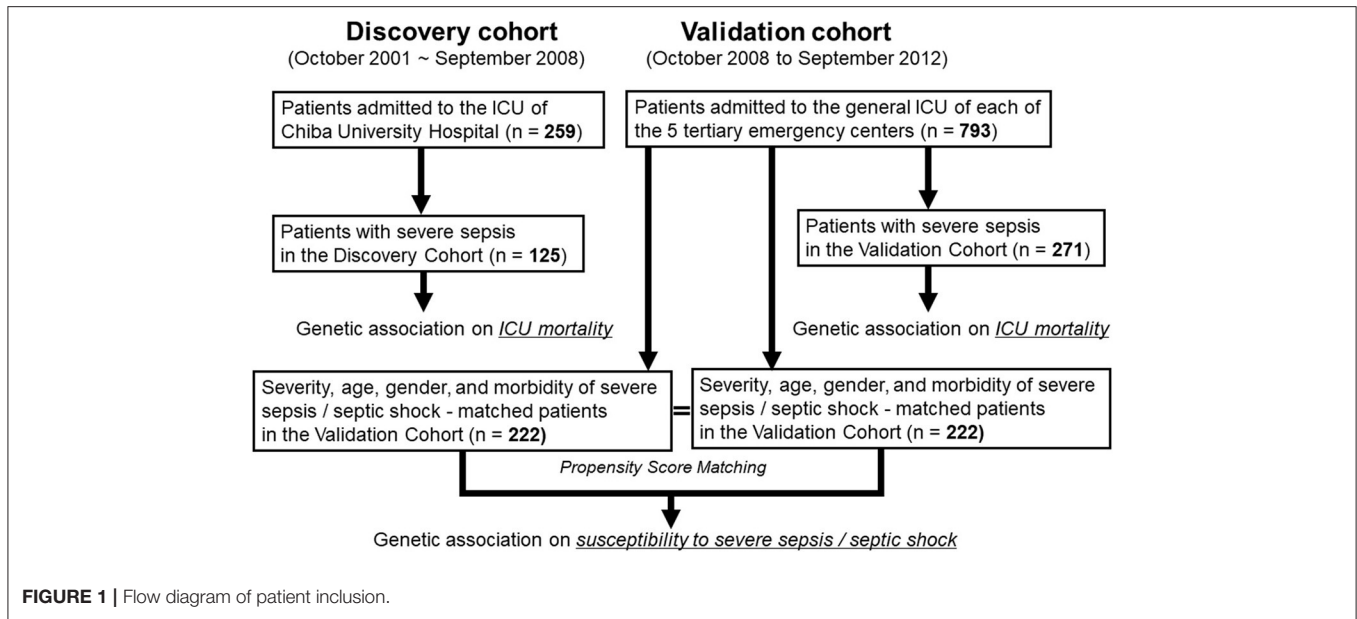 Discovery cohort
(October 2001 ~ September 2008)
Validation cohort
(October 2008 to September 2012)
Patients admitted to the ICU of
Chiba University Hospital (n = 259)
Patients admitted to the general ICU of each of
the 5 tertiary emergency centers (n = 793)
Patients with severe sepsis
in the Discovery Cohort (n = 125)
Patients with severe sepsis
in the Validation Cohort (n = 271)
Genetic association on ICU mortality
Genetic association on ICU mortality
Severity, age, gender, and morbidity of severe
sepsis / septic shock - matched patients
in the Validation Cohort (n = 222)
=
Severity, age, gender, and morbidity of severe
sepsis / septic shock - matched patients
in the Validation Cohort (n = 222)
Propensity Score Matching
Genetic association on susceptibility to severe sepsis / septic shock
FIGURE 1 | Flow diagram of patient inclusion.